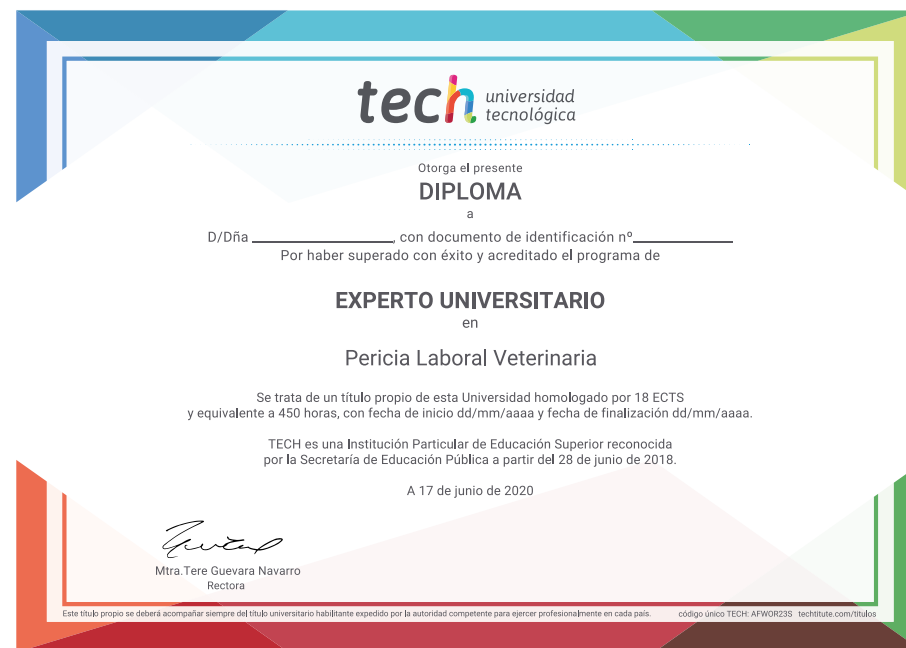 tech universidad
tecnológica
Otorga el presente
DIPLOMA
a
D/Dña ____________________, con documento de identificación nº______________
Por haber superado con éxito y acreditado el programa de
EXPERTO UNIVERSITARIO
en
Pericia Laboral Veterinaria
Se trata de un título propio de esta Universidad homologado por 18 ECTS
y equivalente a 450 horas, con fecha de inicio dd/mm/aaaa y fecha de finalización dd/mm/aaaa.
TECH es una Institución Particular de Educación Superior reconocida
por la Secretaría de Educación Pública a partir del 28 de junio de 2018.
A 17 de junio de 2020
Mtra.Tere Guevara Navarro
Rectora
Este título propio se deberá acompañar siempre del título universitario habilitante expedido por la autoridad competente para ejercer profesionalmente en cada país. código único TECH: AFWOR23S techtitute.com/titulos